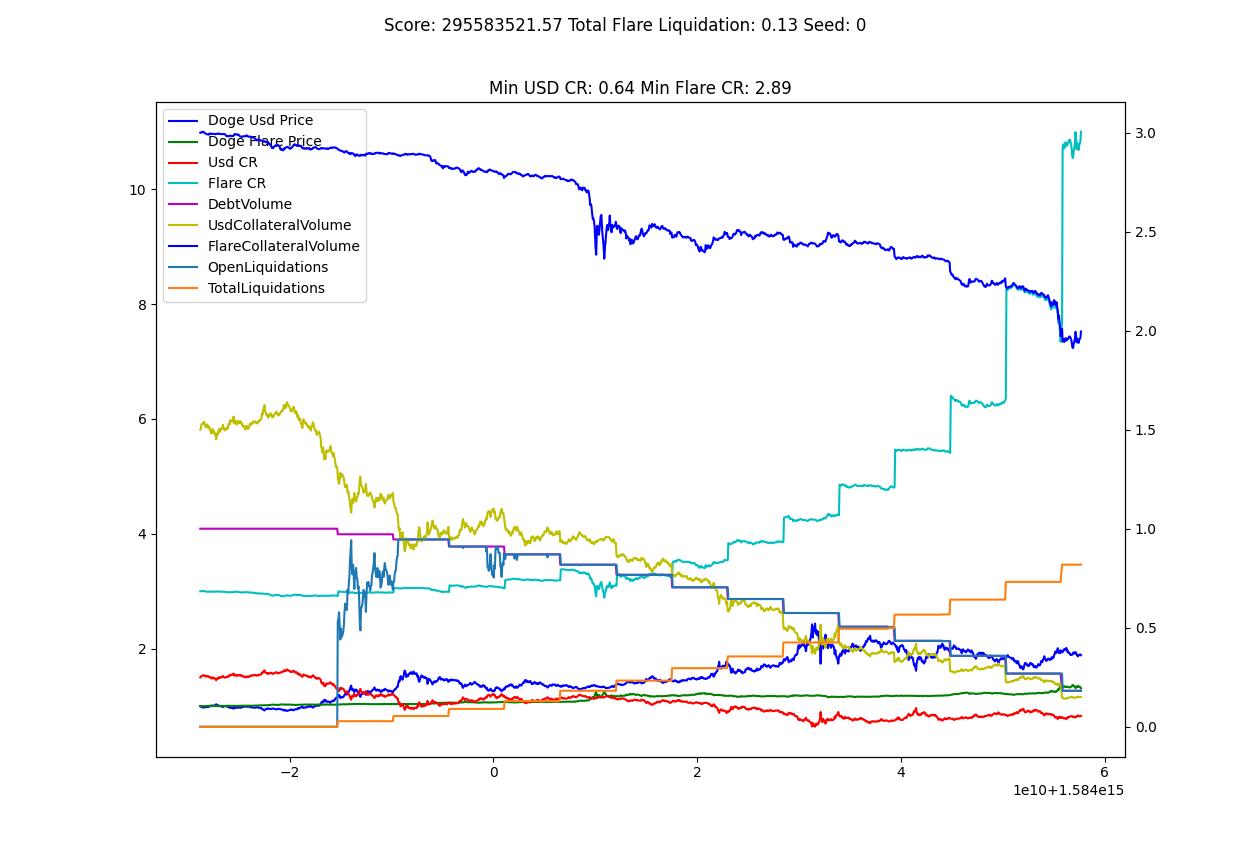 Score: 295583521.57 Total Flare Liquidation: 0.13 Seed: 0
Min USD CR: 0.64 Min Flare CR: 2.89
Doge Usd Price
Doge Flare Price
Usd CR
Flare CR
DebtVolume
UsdCollateralVolume
FlareCollateralVolume
OpenLiquidations
TotalLiquidations
10
8
6
4
2
3.0
2.5
2.0
1.5
1.0
0.5
0.0
−2
0
2
4
6
1e10+1.584e15